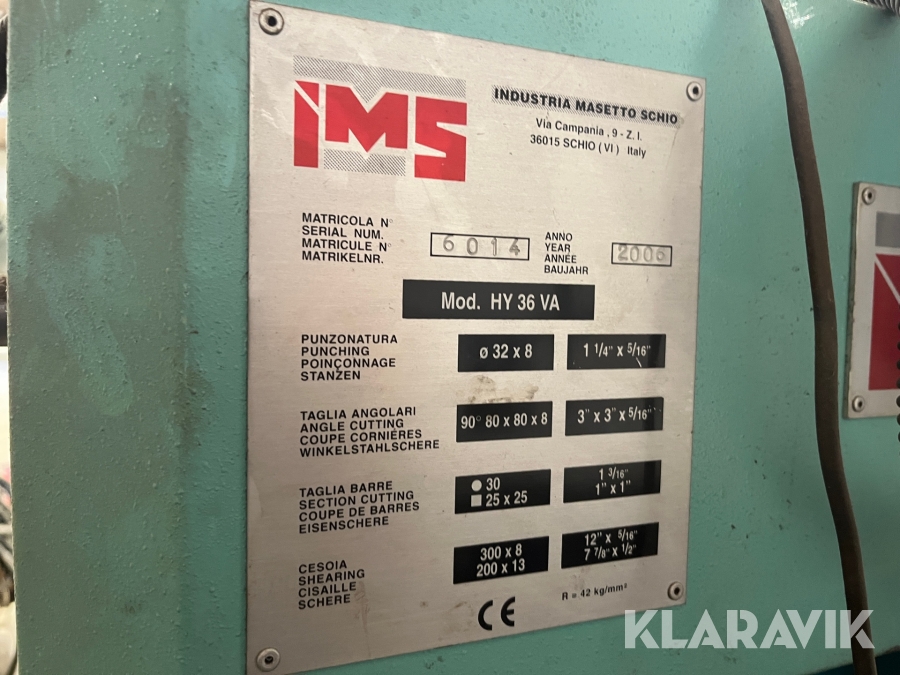 IMS
INDUSTRIA MASETTO SCHIO
Via Campania , 9 - Z. I.
36015 SCHIO ( VI ) Italy
MATRICOLA N°
SERIAL NUM.
MATRICULE N°
MATRIKELNR.
6014
ANNO
YEAR
ANNÉE
BAUJAHR
2006
Mod. HY 36 VA
PUNZONATURA
PUNCHING
POINÇONNAGE
STANZEN
ø 32 x 8
1 1/4" x 5/16"
TAGLIA ANGOLARI
ANGLE CUTTING
COUPE CORNIÈRES
WINKELSTAHLSCHERE
90° 80 x 80 x 8
3" x 3" x 5/16"
TAGLIA BARRE
SECTION CUTTING
COUPE DE BARRES
EISENSCHERE
● 30
■ 25 x 25
1 3/16"
1" x 1"
CESOIA
SHEARING
CISAILLE
SCHERE
300 x 8
200 x 13
12" x 5/16"
7 7/8" x 1/2"
R = 42 kg/mm²
CE
KLARAVIK